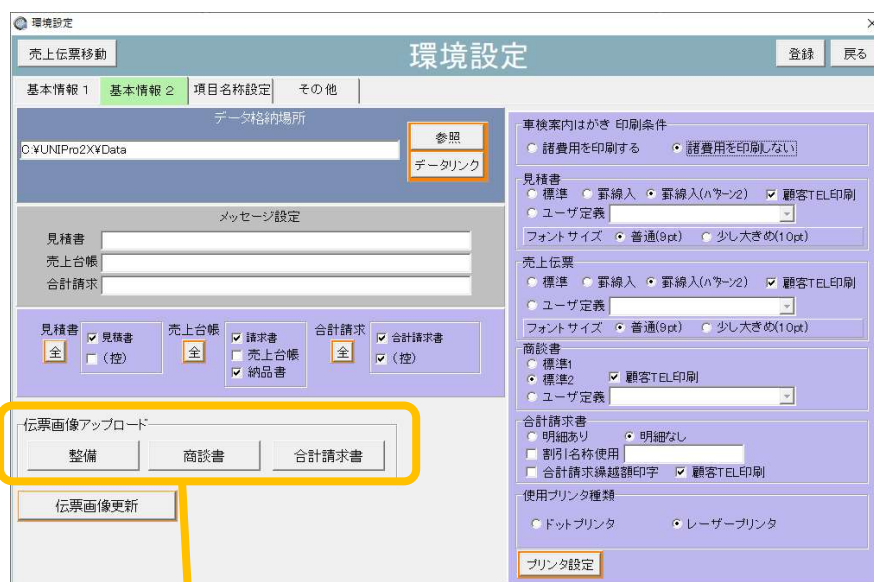 環境設定
売上伝票移動
環境設定
登録
戻る
基本情報1
基本情報2
項目名称設定
その他
データ格納場所
C:¥UNIPro2X¥Data
参照
データリンク
メッセージ設定
見積書
売上台帳
合計請求
見積書
全
見積書
（控）
売上台帳
全
請求書
売上台帳
納品書
合計請求
全
合計請求書
（控）
伝票画像アップロード
整備
商談書
合計請求書
伝票画像更新
車検案内はがき 印刷条件
諸費用を印刷する
諸費用を印刷しない
見積書
標準
罫線入
罫線入(パターン2)
顧客TEL印刷
ユーザ定義
フォントサイズ
普通(9pt)
少し大きめ(10pt)
売上伝票
標準
罫線入
罫線入(パターン2)
顧客TEL印刷
ユーザ定義
フォントサイズ
普通(9pt)
少し大きめ(10pt)
商談書
標準1
標準2
顧客TEL印刷
ユーザ定義
合計請求書
明細あり
明細なし
割引名称使用
合計請求繰越額印字
顧客TEL印刷
使用プリンタ種類
ドットプリンタ
レーザープリンタ
プリンタ設定